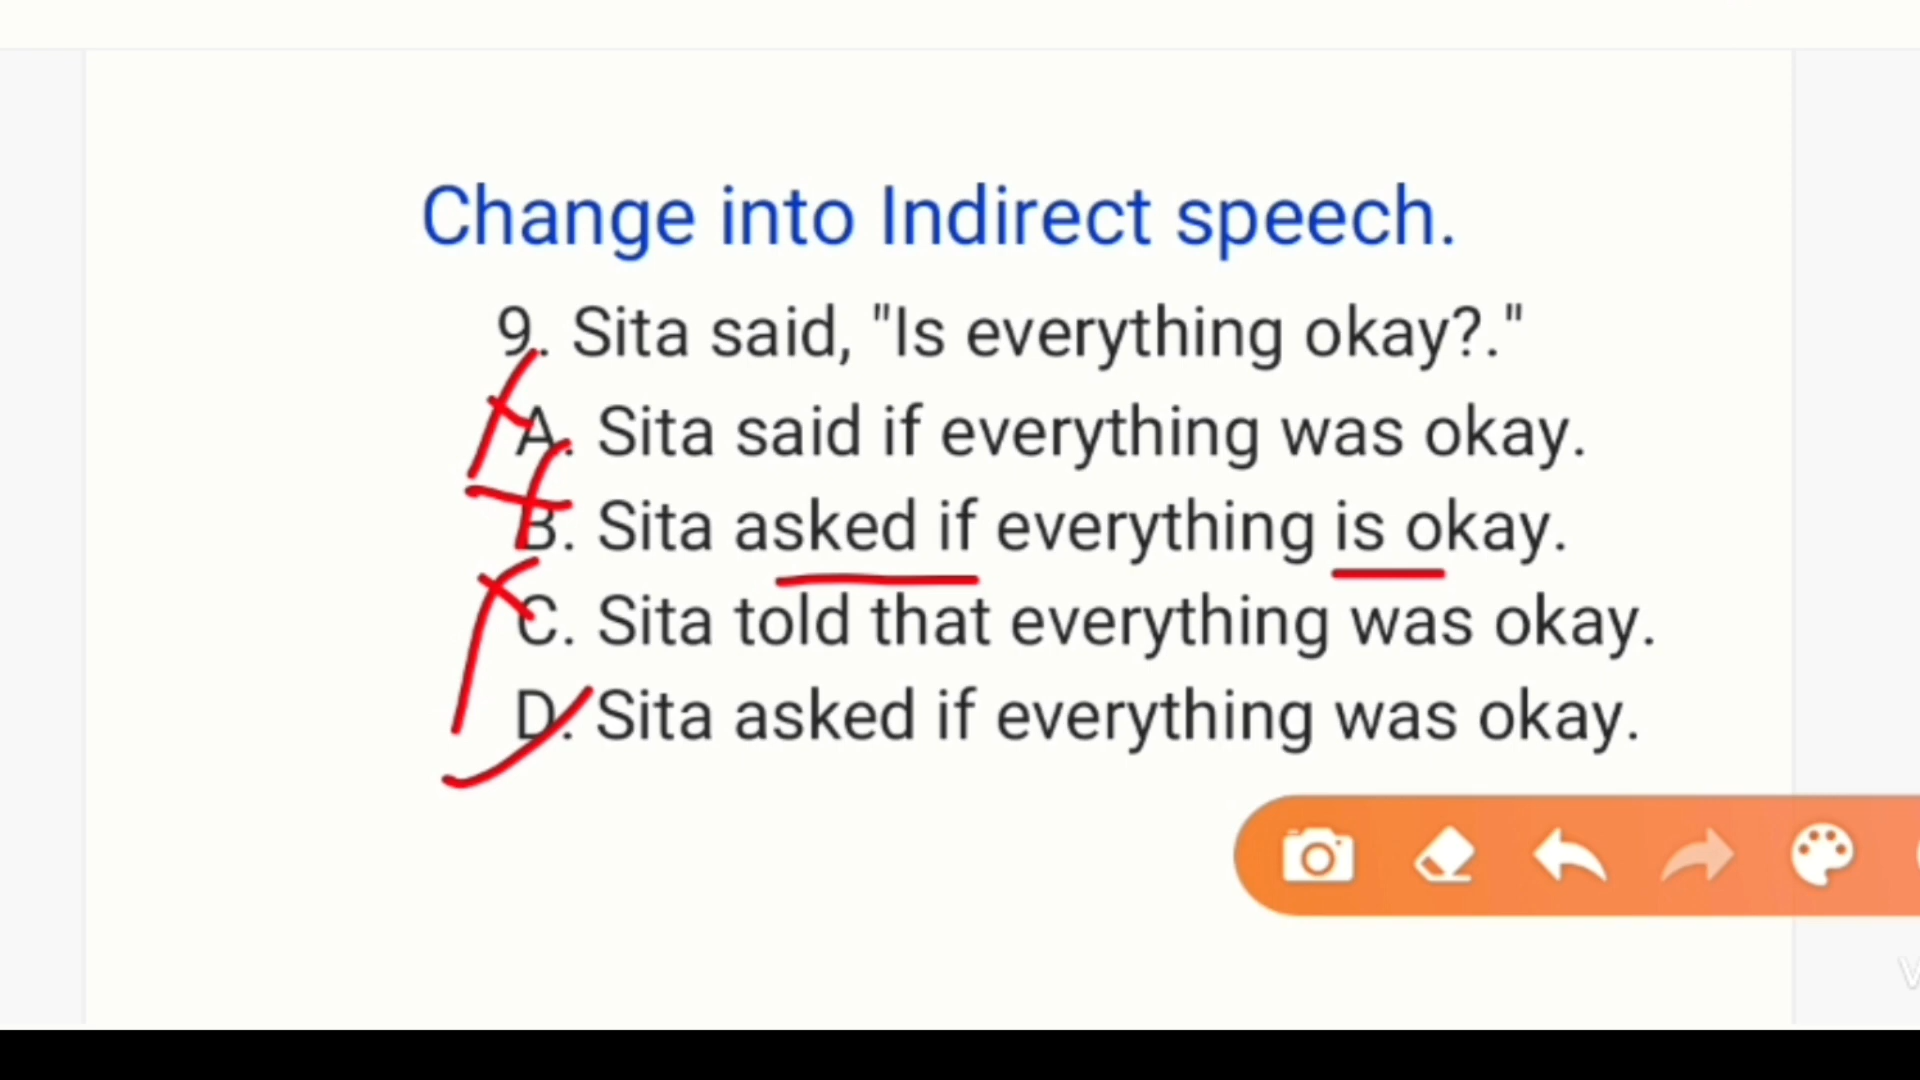 Change into Indirect speech.
9. Sita said, "Is everything okay?."
A. Sita said if everything was okay.
B. Sita asked if everything is okay.
C. Sita told that everything was okay.
D. Sita asked if everything was okay.